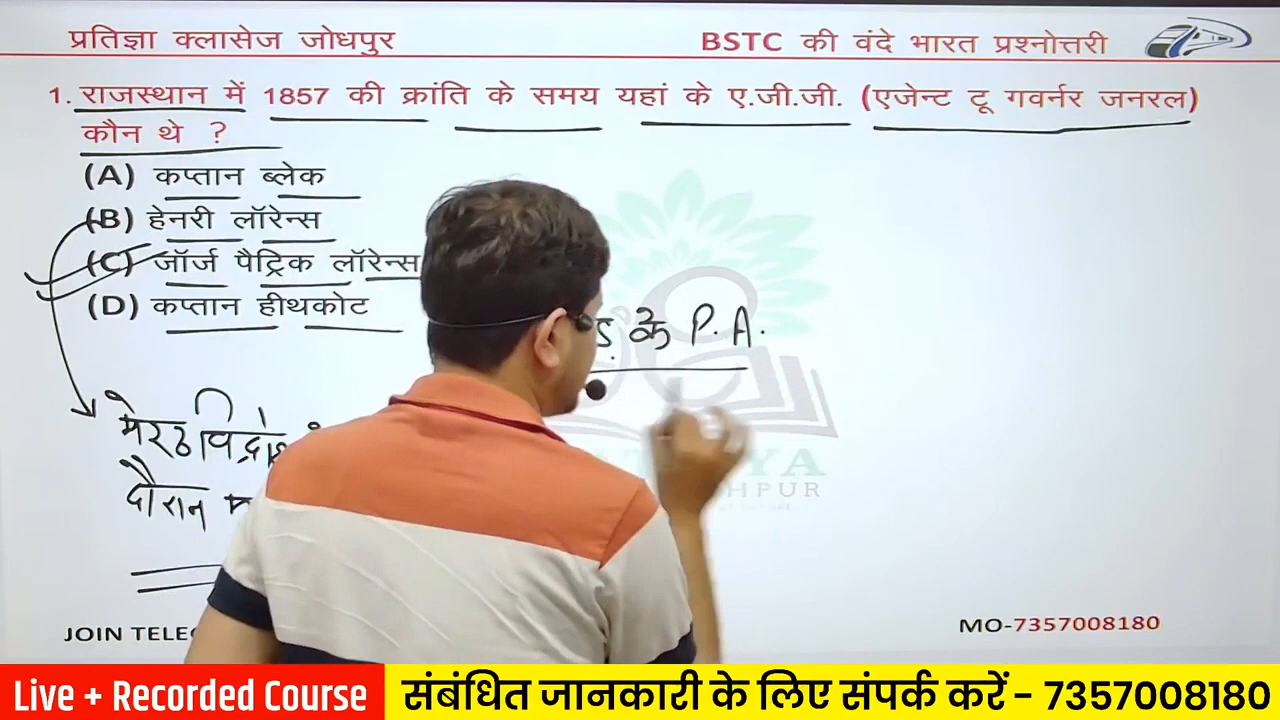 प्रतिज्ञा क्लासेज जोधपुर
BSTC की वंदे भारत प्रश्नोत्तरी
1. राजस्थान में 1857 की क्रांति के समय यहां के ए.जी.जी. (एजेन्ट टू गवर्नर जनरल)
कौन थे ?
(A) कप्तान ब्लेक
(B) हेनरी लॉरेन्स
(C) जॉर्ज पैट्रिक लॉरेन्स
(D) कप्तान हीथकोट
के P. A.
मेरठ विद्रोह
दौरान
HPUR
JOIN
MO-7357008180
Live + Recorded Course
संबंधित जानकारी के लिए संपर्क करें - 7357008180